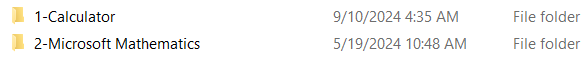 1-Calculator 9/10/2024 4:35 AM File folder
2-Microsoft Mathematics 5/19/2024 10:48 AM File folder